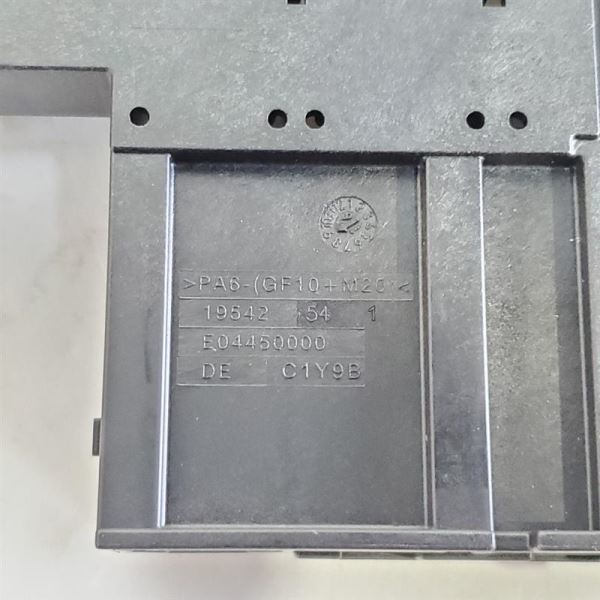 >PA6-(GF10+M20)<
19542 54 1
E04450000
DE C1Y9B